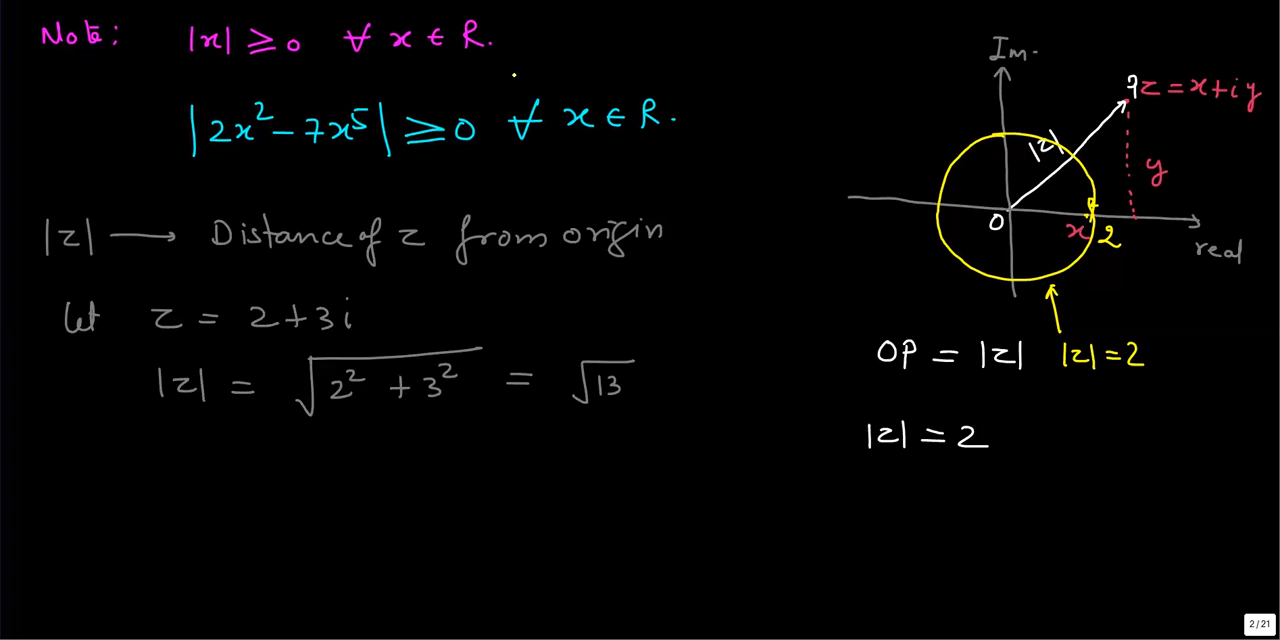 Note: |x| ≥ 0 ∀ x ∈ R.
|2x² - 7x⁵| ≥ 0 ∀ x ∈ R.
|z| → Distance of z from origin
let z = 2 + 3i
|z| = √(2² + 3²) = √13
Im.
P z = x + iy
|z|
y
0
x
2
real
OP = |z|
|z| = 2
|z| = 2
2 / 21